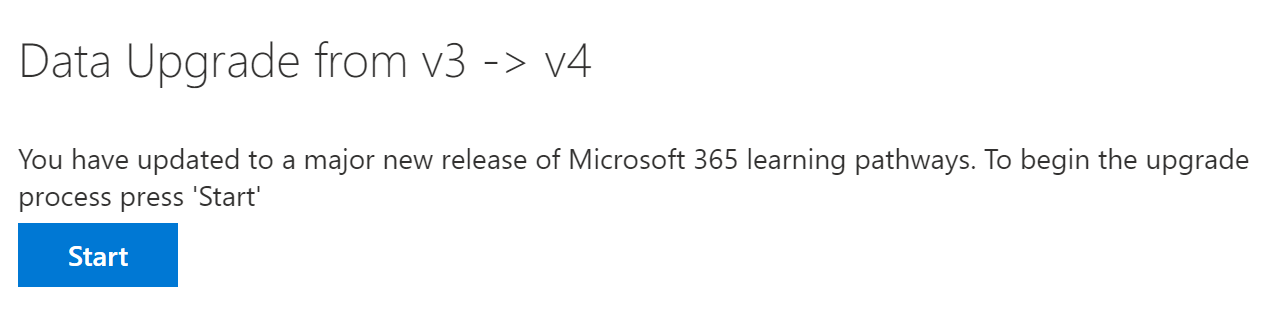 Data Upgrade from v3 -> v4
You have updated to a major new release of Microsoft 365 learning pathways. To begin the upgrade
process press 'Start'
Start